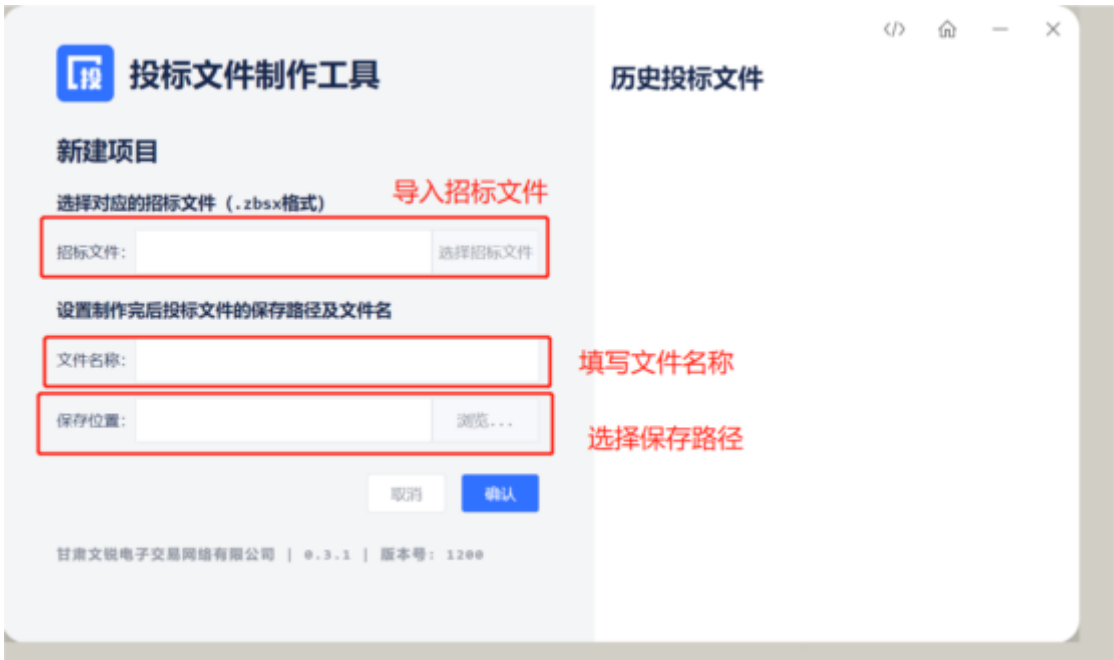 投
投标文件制作工具
历史投标文件
新建项目
选择对应的招标文件（.zbsx格式）
导入招标文件
招标文件：
选择招标文件
设置制作完后投标文件的保存路径及文件名
文件名称：
填写文件名称
保存位置：
浏览...
选择保存路径
取消
确认
甘肃文锐电子交易网络有限公司 | 0.3.1 | 版本号: 1200